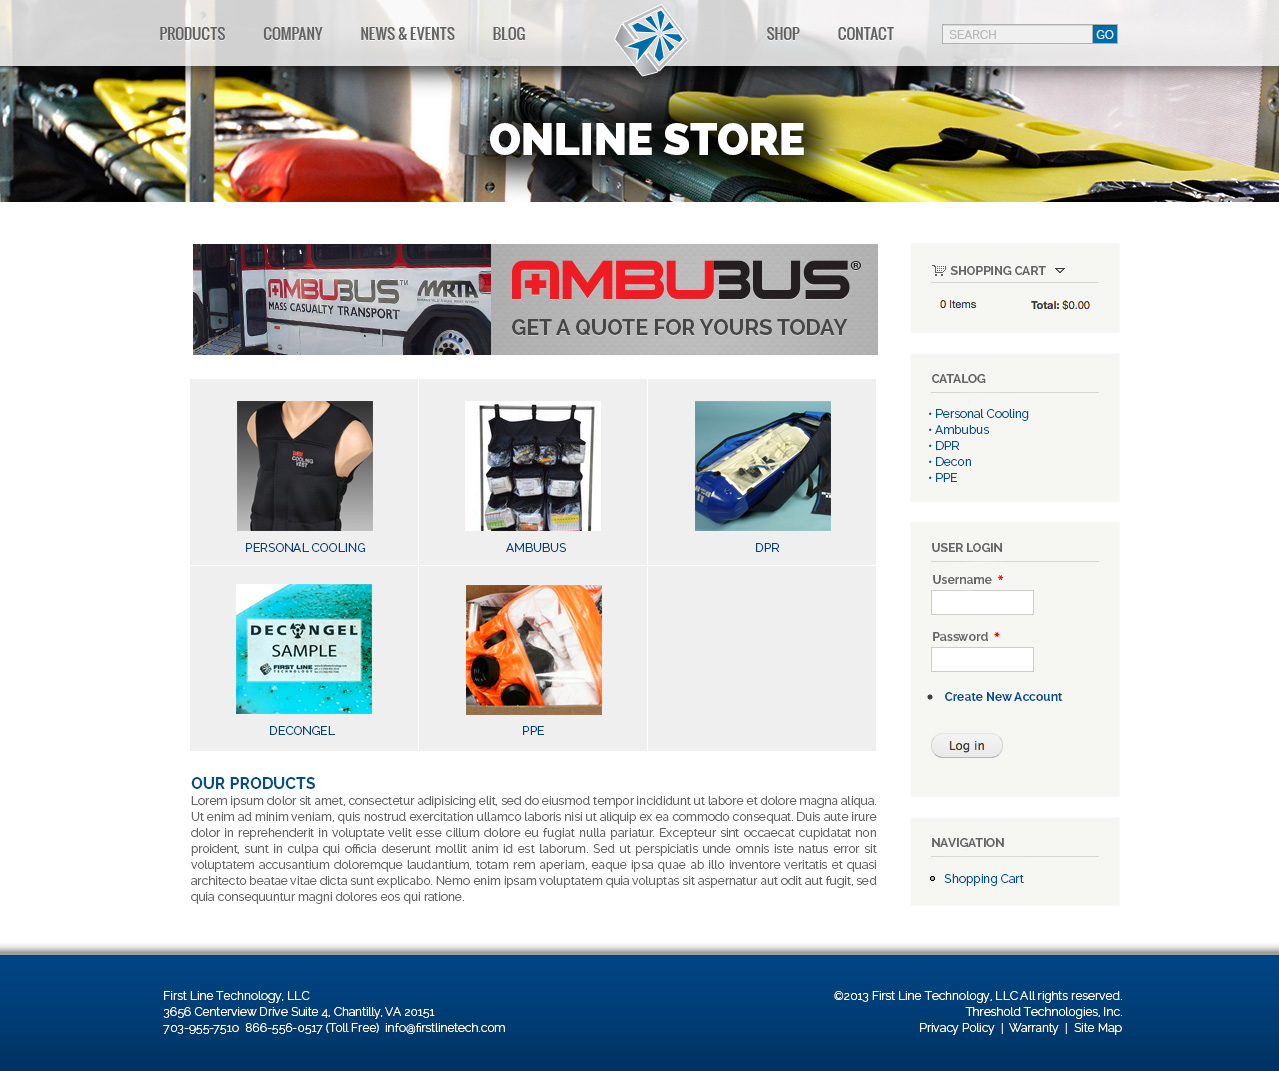 PRODUCTS COMPANY NEWS & EVENTS BLOG SHOP CONTACT SEARCH GO
ONLINE STORE
AMBUBUS™ MRTA
MASS CASUALTY TRANSPORT
AMBUBUS®
GET A QUOTE FOR YOURS TODAY
COOLING
VEST
PERSONAL COOLING
AMBUBUS
DPR
DECONGEL
SAMPLE
FIRST LINE
TECHNOLOGY
DECONGEL
PPE
OUR PRODUCTS
Lorem ipsum dolor sit amet, consectetur adipisicing elit, sed do eiusmod tempor incididunt ut labore et dolore magna aliqua.
Ut enim ad minim veniam, quis nostrud exercitation ullamco laboris nisi ut aliquip ex ea commodo consequat. Duis aute irure
dolor in reprehenderit in voluptate velit esse cillum dolore eu fugiat nulla pariatur. Excepteur sint occaecat cupidatat non
proident, sunt in culpa qui officia deserunt mollit anim id est laborum. Sed ut perspiciatis unde omnis iste natus error sit
voluptatem accusantium doloremque laudantium, totam rem aperiam, eaque ipsa quae ab illo inventore veritatis et quasi
architecto beatae vitae dicta sunt explicabo. Nemo enim ipsam voluptatem quia voluptas sit aspernatur aut odit aut fugit, sed
quia consequuntur magni dolores eos qui ratione.
SHOPPING CART
0 Items Total: $0.00
CATALOG
• Personal Cooling
• Ambubus
• DPR
• Decon
• PPE
USER LOGIN
Username *
Password *
• Create New Account
Log in
NAVIGATION
Shopping Cart
First Line Technology, LLC
3656 Centerview Drive Suite 4, Chantilly, VA 20151
703-955-7510 866-556-0517 (Toll Free) info@firstlinetech.com
©2013 First Line Technology, LLC All rights reserved.
Threshold Technologies, Inc.
Privacy Policy | Warranty | Site Map